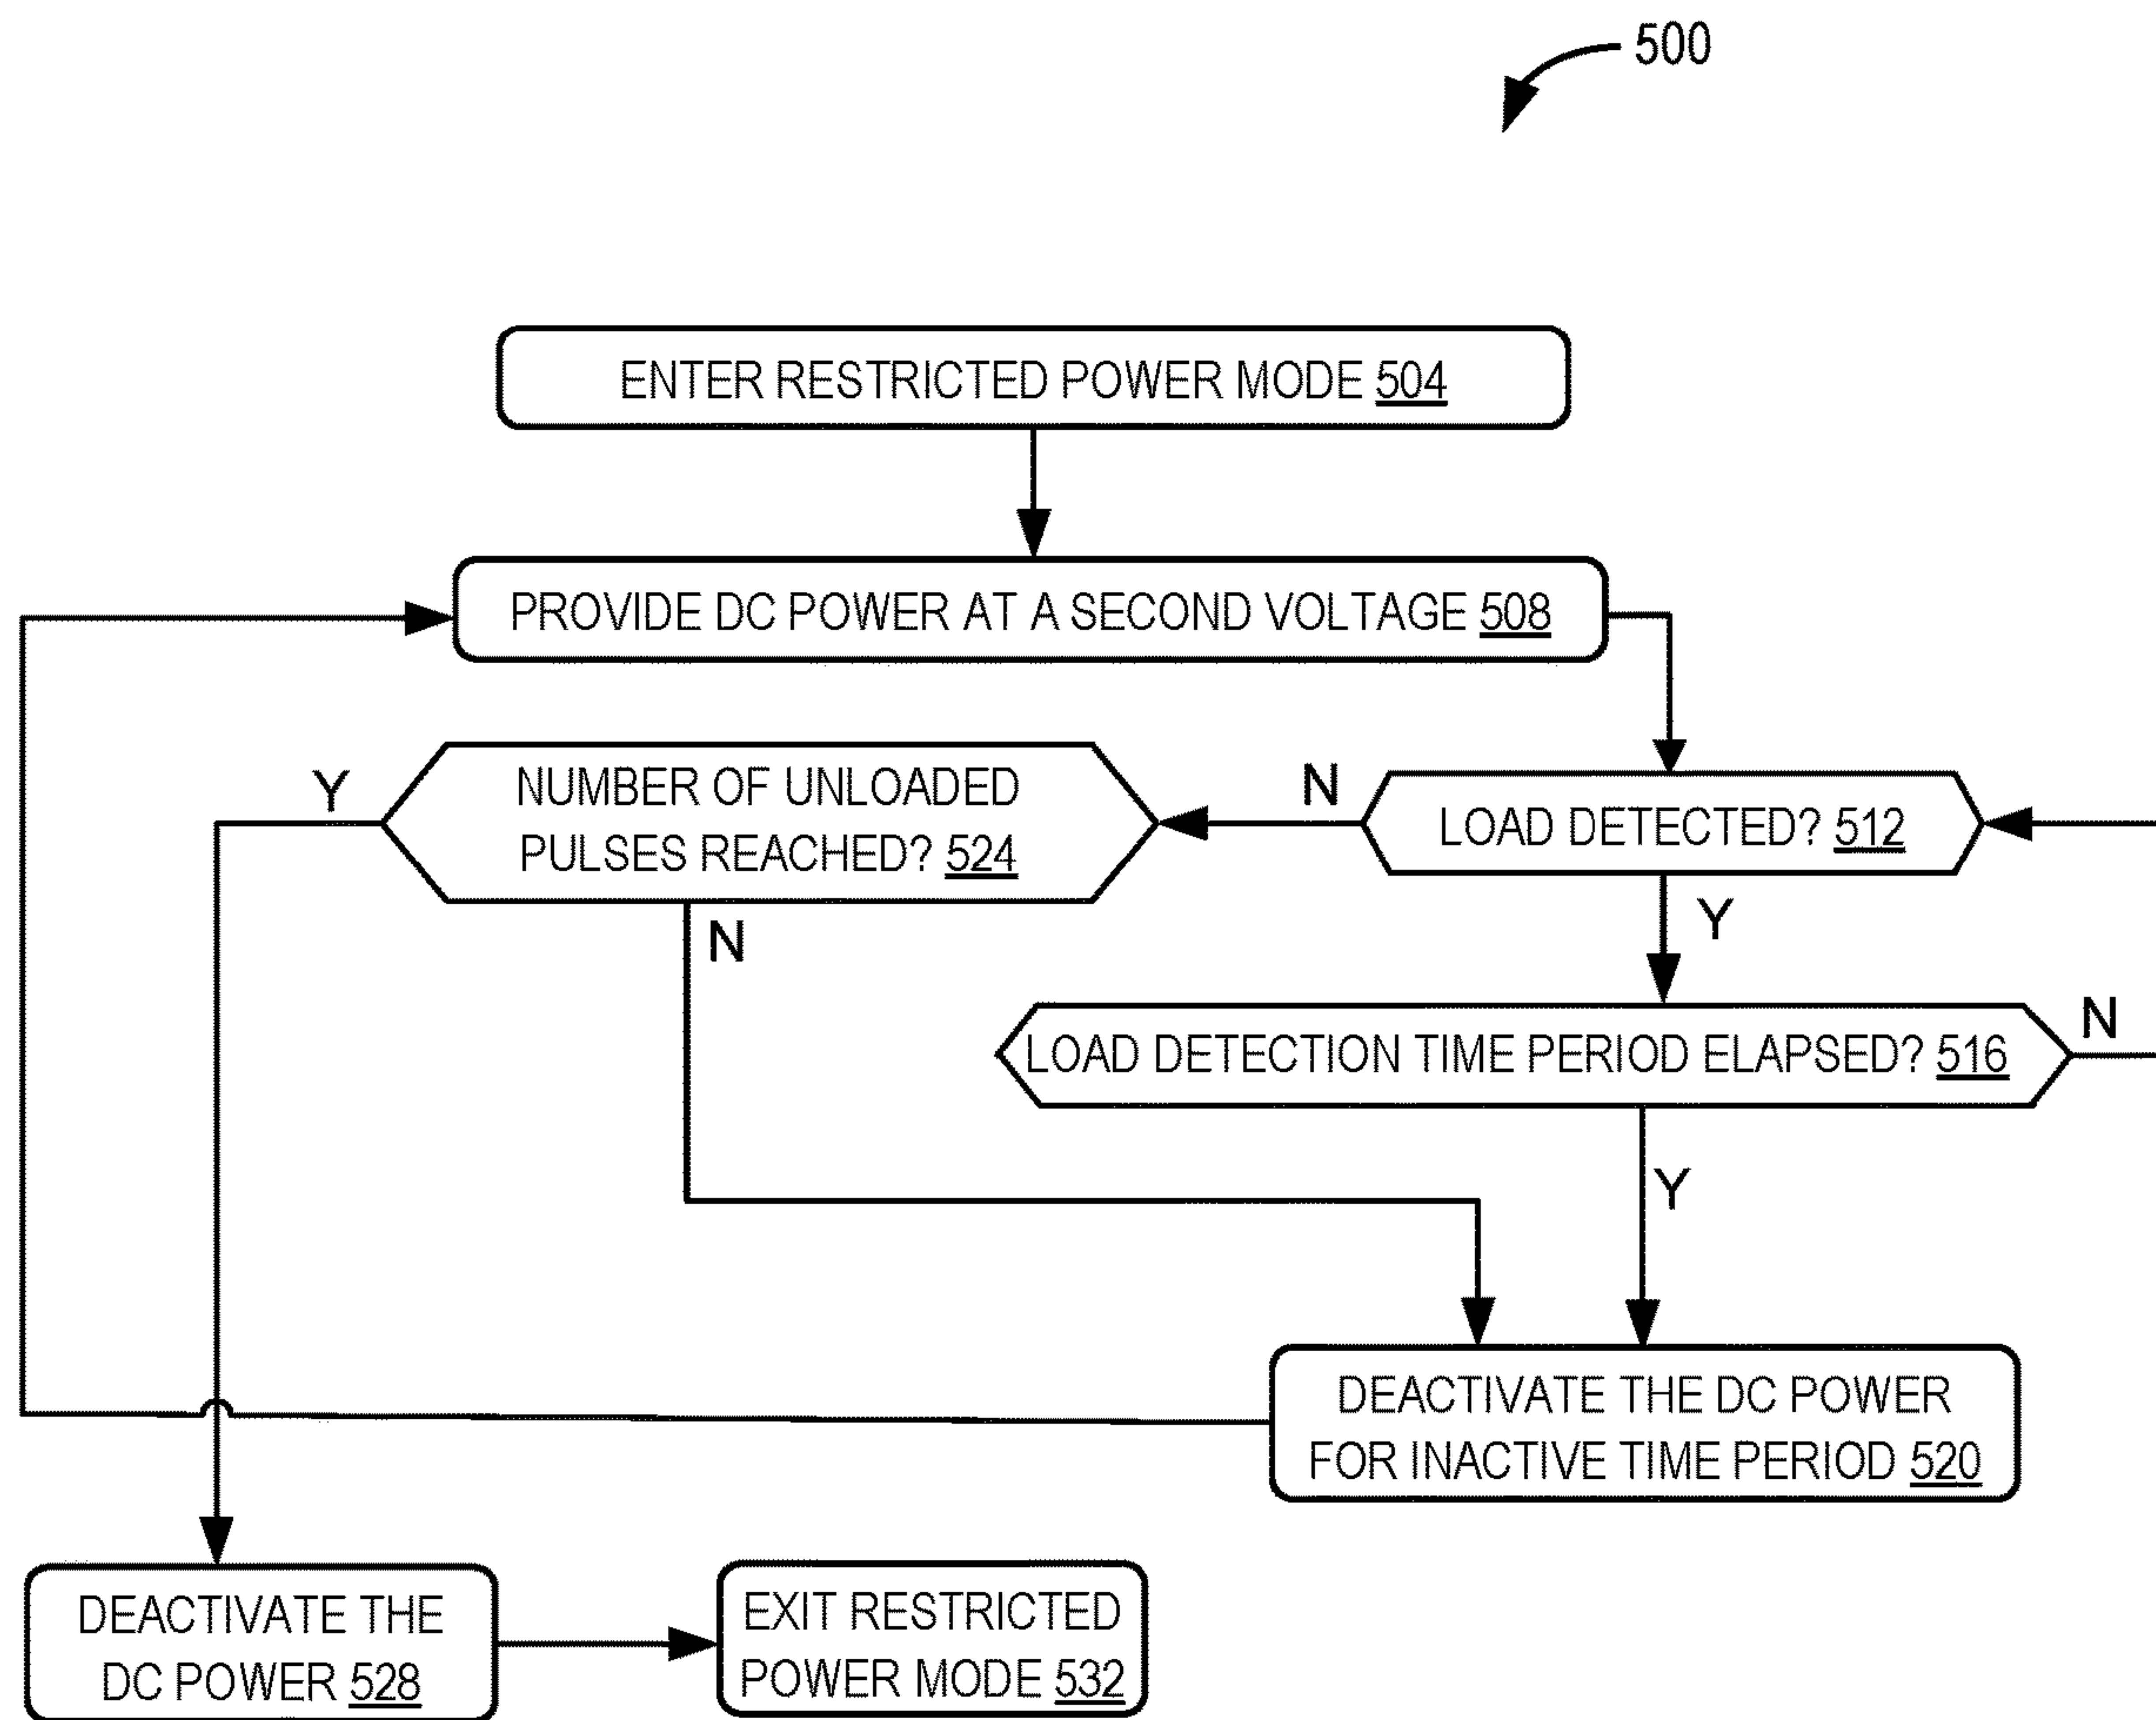 500
ENTER RESTRICTED POWER MODE 504
PROVIDE DC POWER AT A SECOND VOLTAGE 508
Y
NUMBER OF UNLOADED
PULSES REACHED? 524
N
LOAD DETECTED? 512
N
Y
LOAD DETECTION TIME PERIOD ELAPSED? 516
N
Y
DEACTIVATE THE DC POWER
FOR INACTIVE TIME PERIOD 520
DEACTIVATE THE
DC POWER 528
EXIT RESTRICTED
POWER MODE 532